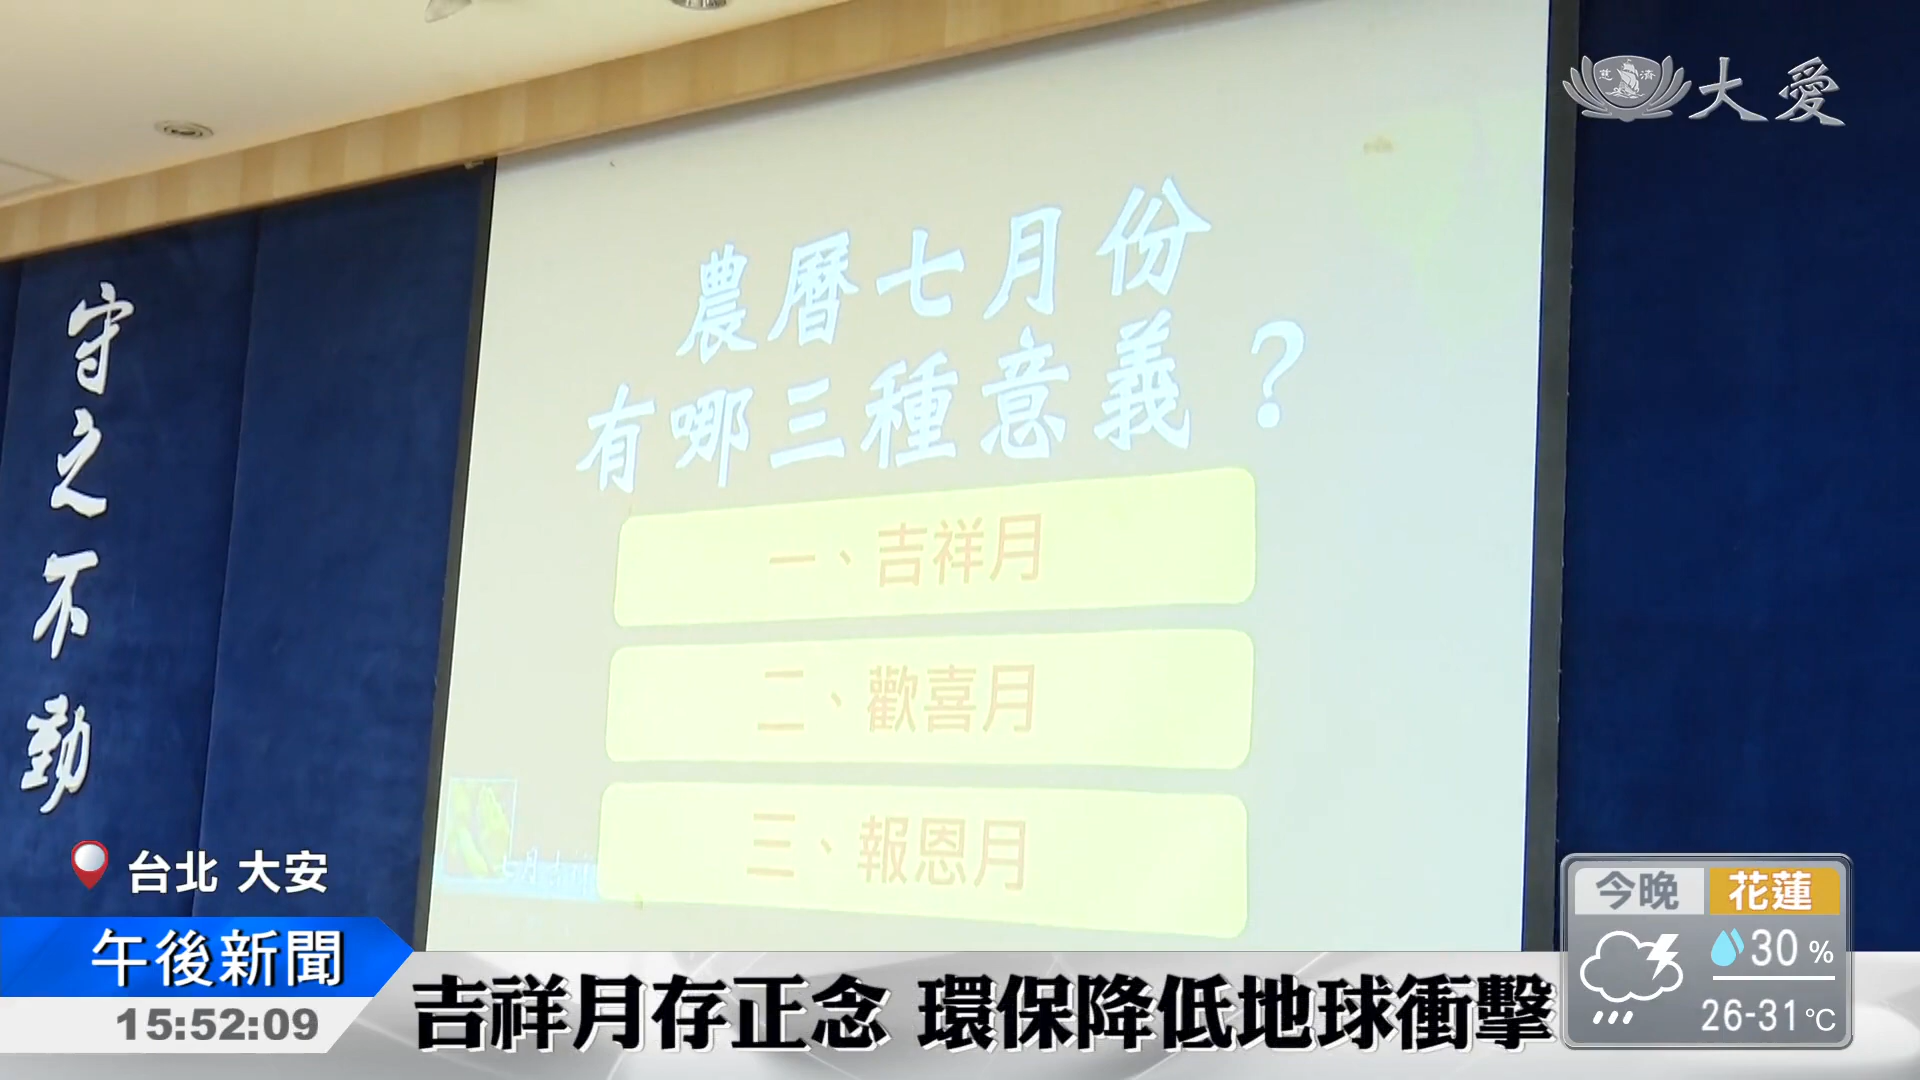 慈濟 大愛
農曆七月份
有哪三種意義？
一、吉祥月
二、歡喜月
三、報恩月
守之不動
台北 大安
午後新聞
15:52:09
吉祥月存正念 環保降低地球衝擊
今晚 花蓮
30 %
26-31°C